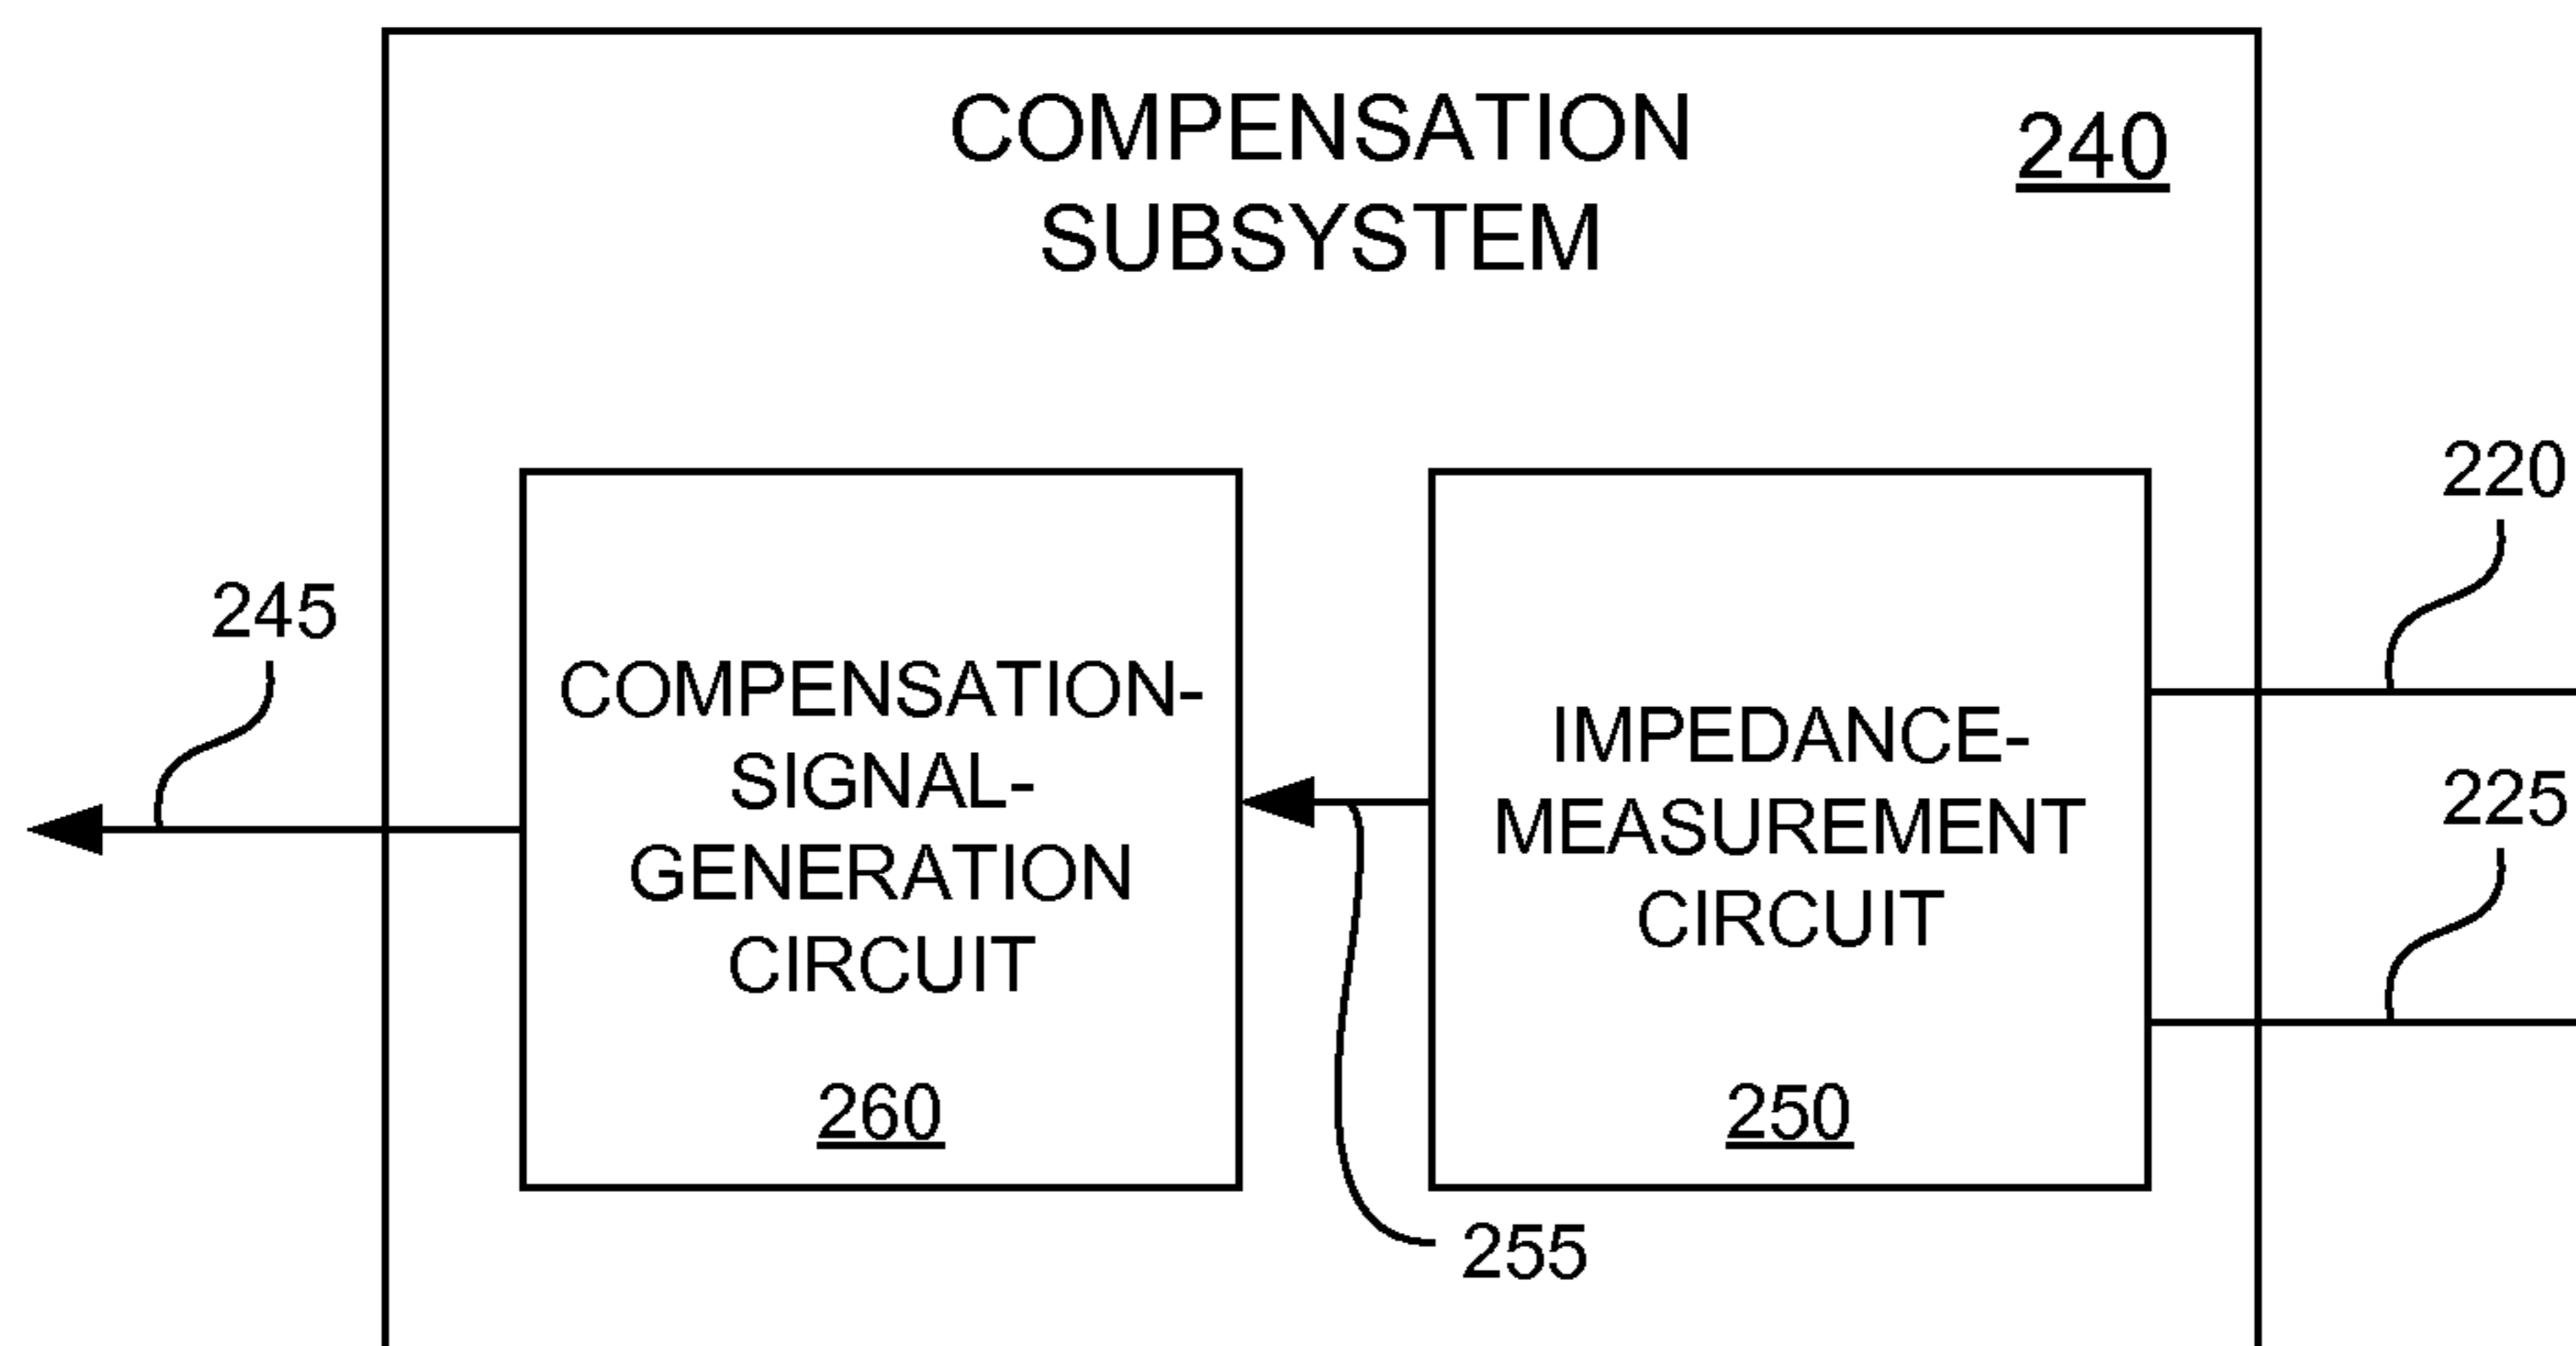 COMPENSATION
SUBSYSTEM
240
220
245
225
COMPENSATION-
SIGNAL-
GENERATION
CIRCUIT
260
IMPEDANCE-
MEASUREMENT
CIRCUIT
250
255